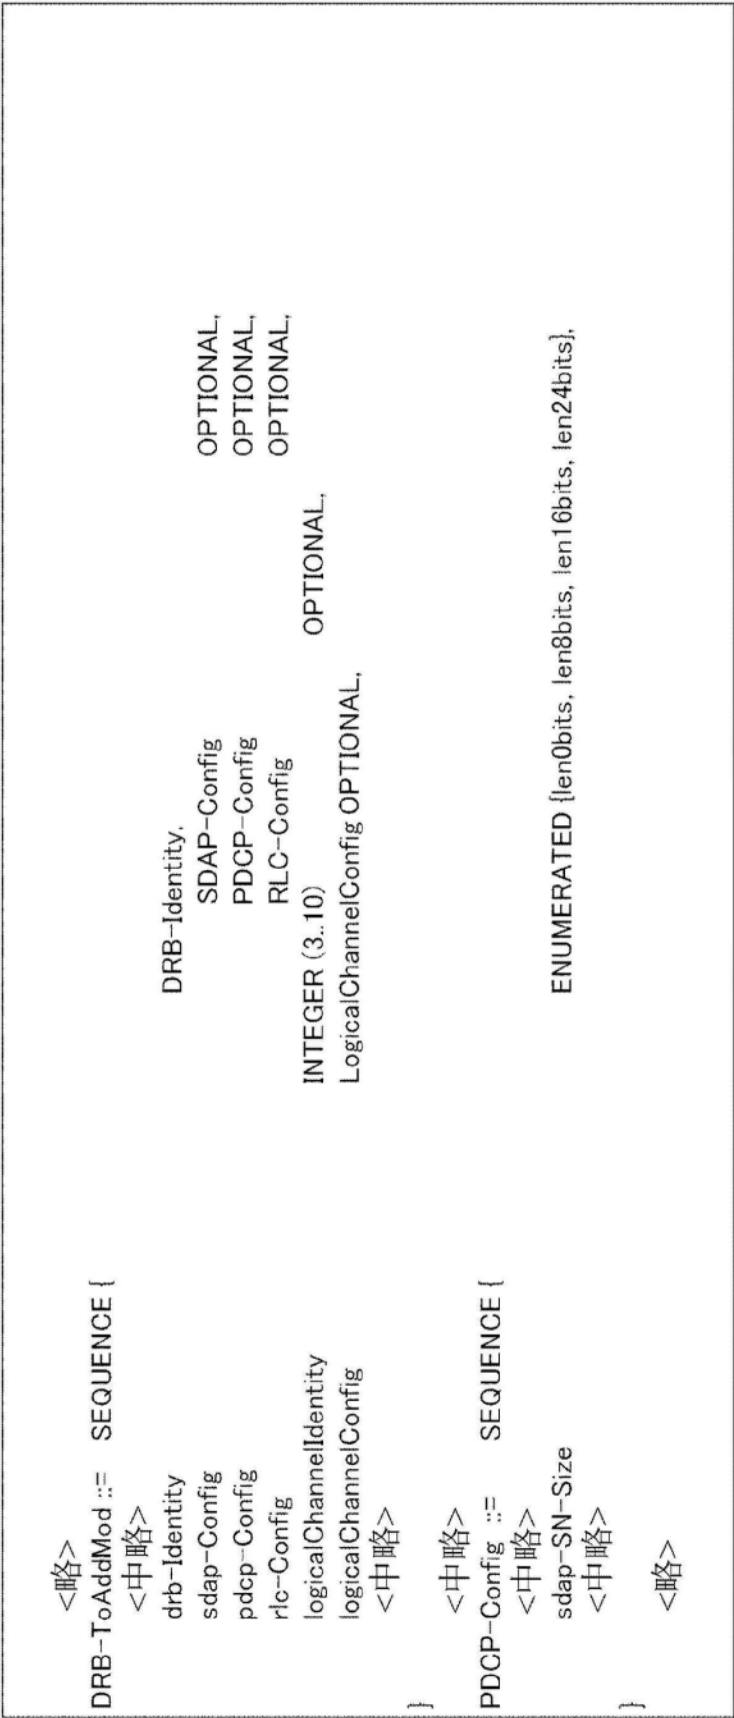 <略>
DRB-ToAddMod ::= SEQUENCE {
<中略>
drb-Identity DRB-Identity,
sdap-Config SDAP-Config OPTIONAL,
pdcp-Config PDCP-Config OPTIONAL,
rlc-Config RLC-Config OPTIONAL,
logicalChannelIdentity INTEGER (3..10) OPTIONAL,
logicalChannelConfig LogicalChannelConfig OPTIONAL,
<中略>
}
<中略>
PDCP-Config ::= SEQUENCE {
<中略>
sdap-SN-Size ENUMERATED {len0bits, len8bits, len16bits, len24bits},
<中略>
}
<略>